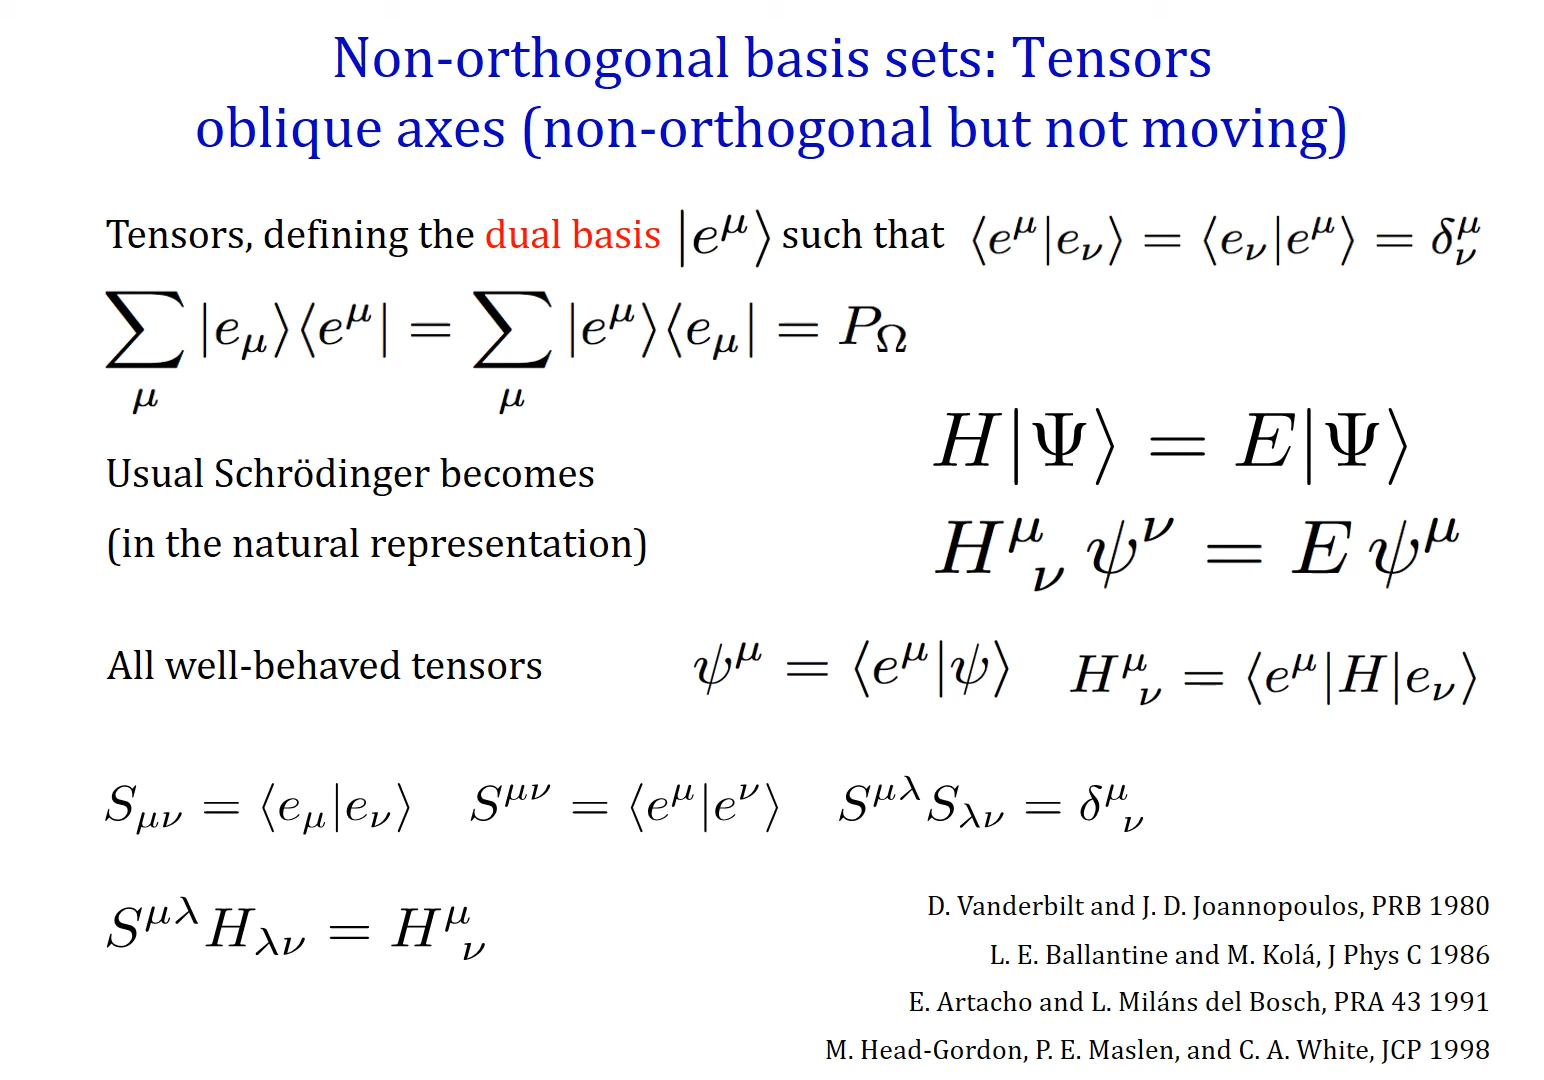 Non-orthogonal basis sets: Tensors
oblique axes (non-orthogonal but not moving)
Tensors, defining the dual basis |e^μ⟩ such that ⟨e^μ|e_ν⟩ = ⟨e_ν|e^μ⟩ = δ^μ_ν
∑_μ |e_μ⟩⟨e^μ| = ∑_μ |e^μ⟩⟨e_μ| = P_Ω
H|Ψ⟩ = E|Ψ⟩
Usual Schrödinger becomes
(in the natural representation) H^μ_ν ψ^ν = E ψ^μ
All well-behaved tensors ψ^μ = ⟨e^μ|ψ⟩ H^μ_ν = ⟨e^μ|H|e_ν⟩
S_μν = ⟨e_μ|e_ν⟩ S^μν = ⟨e^μ|e^ν⟩ S^μλ S_λν = δ^μ_ν
S^μλ H_λν = H^μ_ν
D. Vanderbilt and J. D. Joannopoulos, PRB 1980
L. E. Ballantine and M. Kolá, J Phys C 1986
E. Artacho and L. Miláns del Bosch, PRA 43 1991
M. Head-Gordon, P. E. Maslen, and C. A. White, JCP 1998